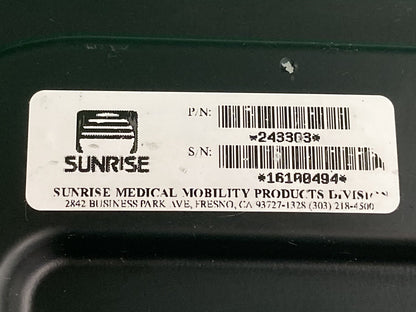 P/N:
*243303*
S/N:
*161A0494*
SUNRISE
SUNRISE MEDICAL MOBILITY PRODUCTS DIVISION
2842 BUSINESS PARK AVE, FRESNO, CA 93727-1328 (303) 218-4500